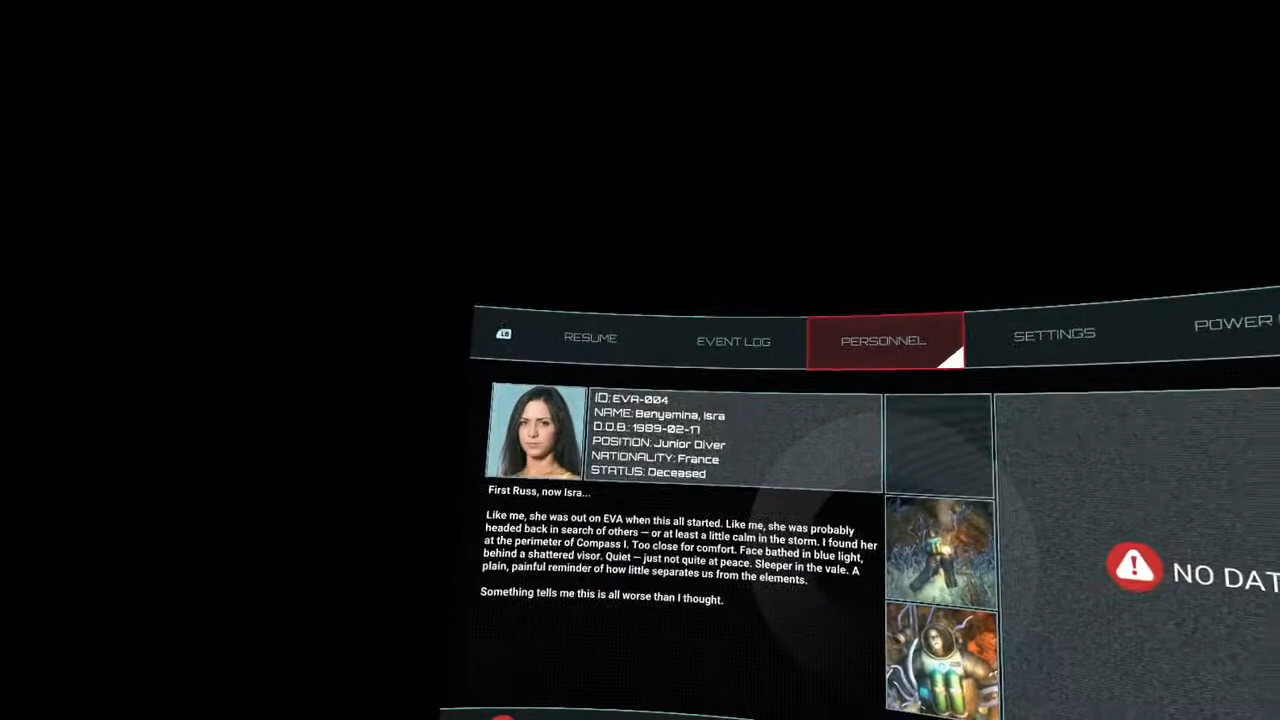 LB RESUME EVENT LOG PERSONNEL SETTINGS POWER
ID: EVA-004
NAME: Benyamina, Isra
D.O.B.: 1989-02-17
POSITION: Junior Diver
NATIONALITY: France
STATUS: Deceased
First Russ, now Isra...
Like me, she was out on EVA when this all started. Like me, she was probably
headed back in search of others — or at least a little calm in the storm. I found her
at the perimeter of Compass I. Too close for comfort. Face bathed in blue light,
behind a shattered visor. Quiet — just not quite at peace. Sleeper in the vale. A
plain, painful reminder of how little separates us from the elements.
Something tells me this is all worse than I thought.
NO DAT